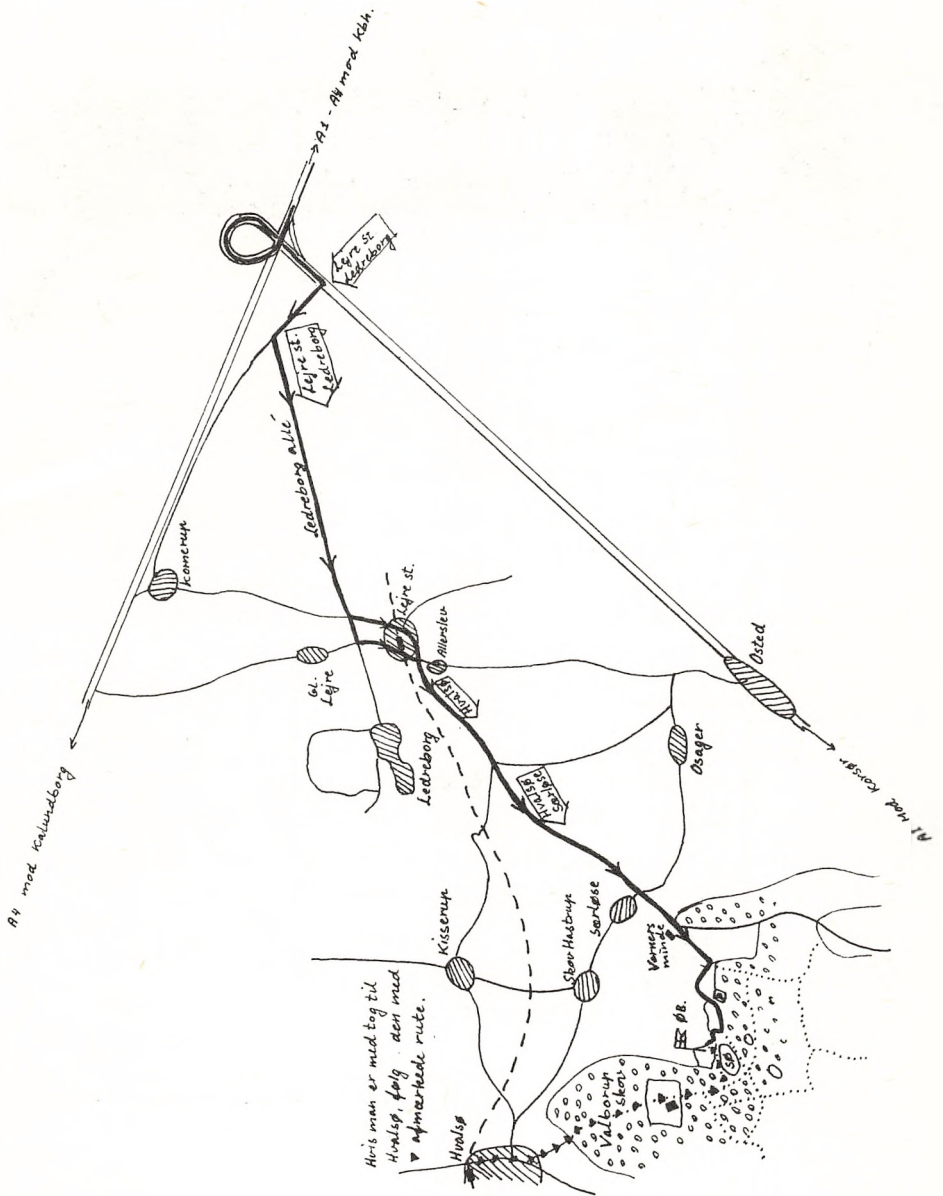 A1 - A4 mod Kbh.
Lejre st
Ledreborg
Lejre st.
Ledreborg
Ledreborg allé
Kornerup
Lejre st.
Gl.
Lejre
Allerslev
Hvalsø
Ledreborg
Osted
A4 mod Kalundborg
Osager
Hvalsø
Særløse
A1 mod Korsør
Kisserup
Skov Hastrup
Særløse
Verners
minde
Hvis man er med tog til
Hvalsø, følg den med
▼ afmærkede rute.
ØB.
SØ
Valborup
skov
Hvalsø